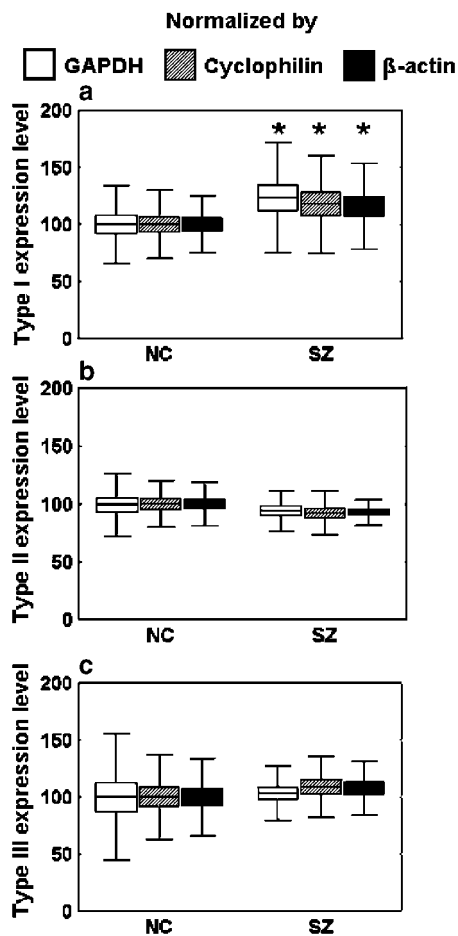 Normalized by
GAPDH Cyclophilin ß-actin
a
Type I expression level
200
150
100
50
0
* * *
NC SZ
b
Type II expression level
200
150
100
50
0
NC SZ
c
Type III expression level
200
150
100
50
0
NC SZ